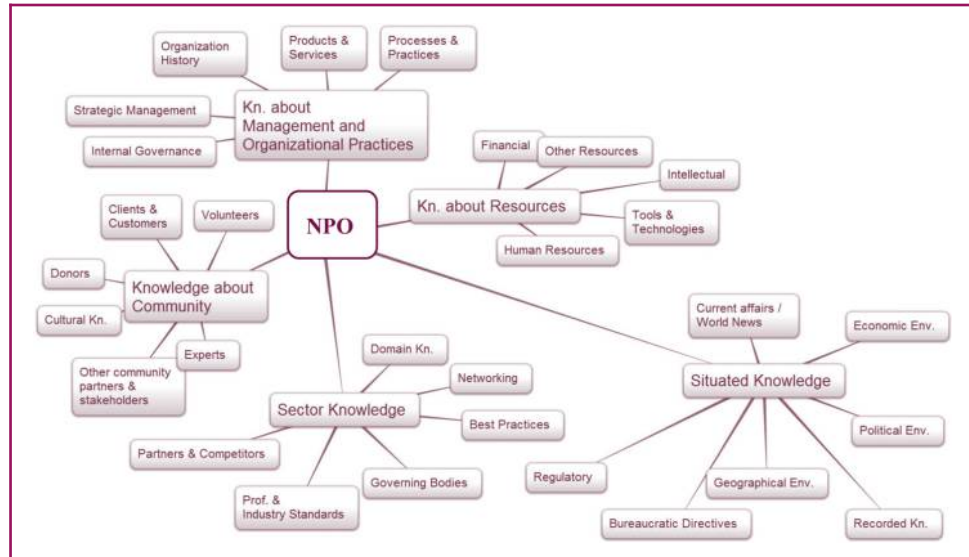 Organization
History
Products &
Services
Processes &
Practices
Strategic Management
Internal Governance
Kn. about
Management and
Organizational Practices
Financial
Other Resources
Intellectual
Kn. about Resources
Tools &
Technologies
Human Resources
NPO
Clients &
Customers
Volunteers
Donors
Cultural Kn.
Knowledge about
Community
Experts
Other community
partners &
stakeholders
Domain Kn.
Networking
Sector Knowledge
Best Practices
Partners & Competitors
Governing Bodies
Prof. &
Industry Standards
Current affairs /
World News
Economic Env.
Situated Knowledge
Political Env.
Regulatory
Geographical Env.
Bureaucratic Directives
Recorded Kn.